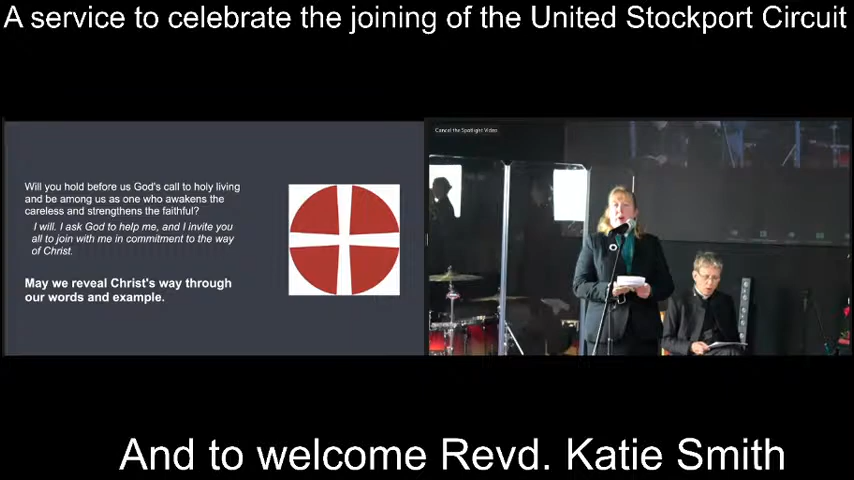 A service to celebrate the joining of the United Stockport Circuit
Cancel the Spotlight Video
Will you hold before us God's call to holy living
and be among us as one who awakens the
careless and strengthens the faithful?
I will. I ask God to help me, and I invite you
all to join with me in commitment to the way
of Christ.
May we reveal Christ's way through
our words and example.
And to welcome Revd. Katie Smith